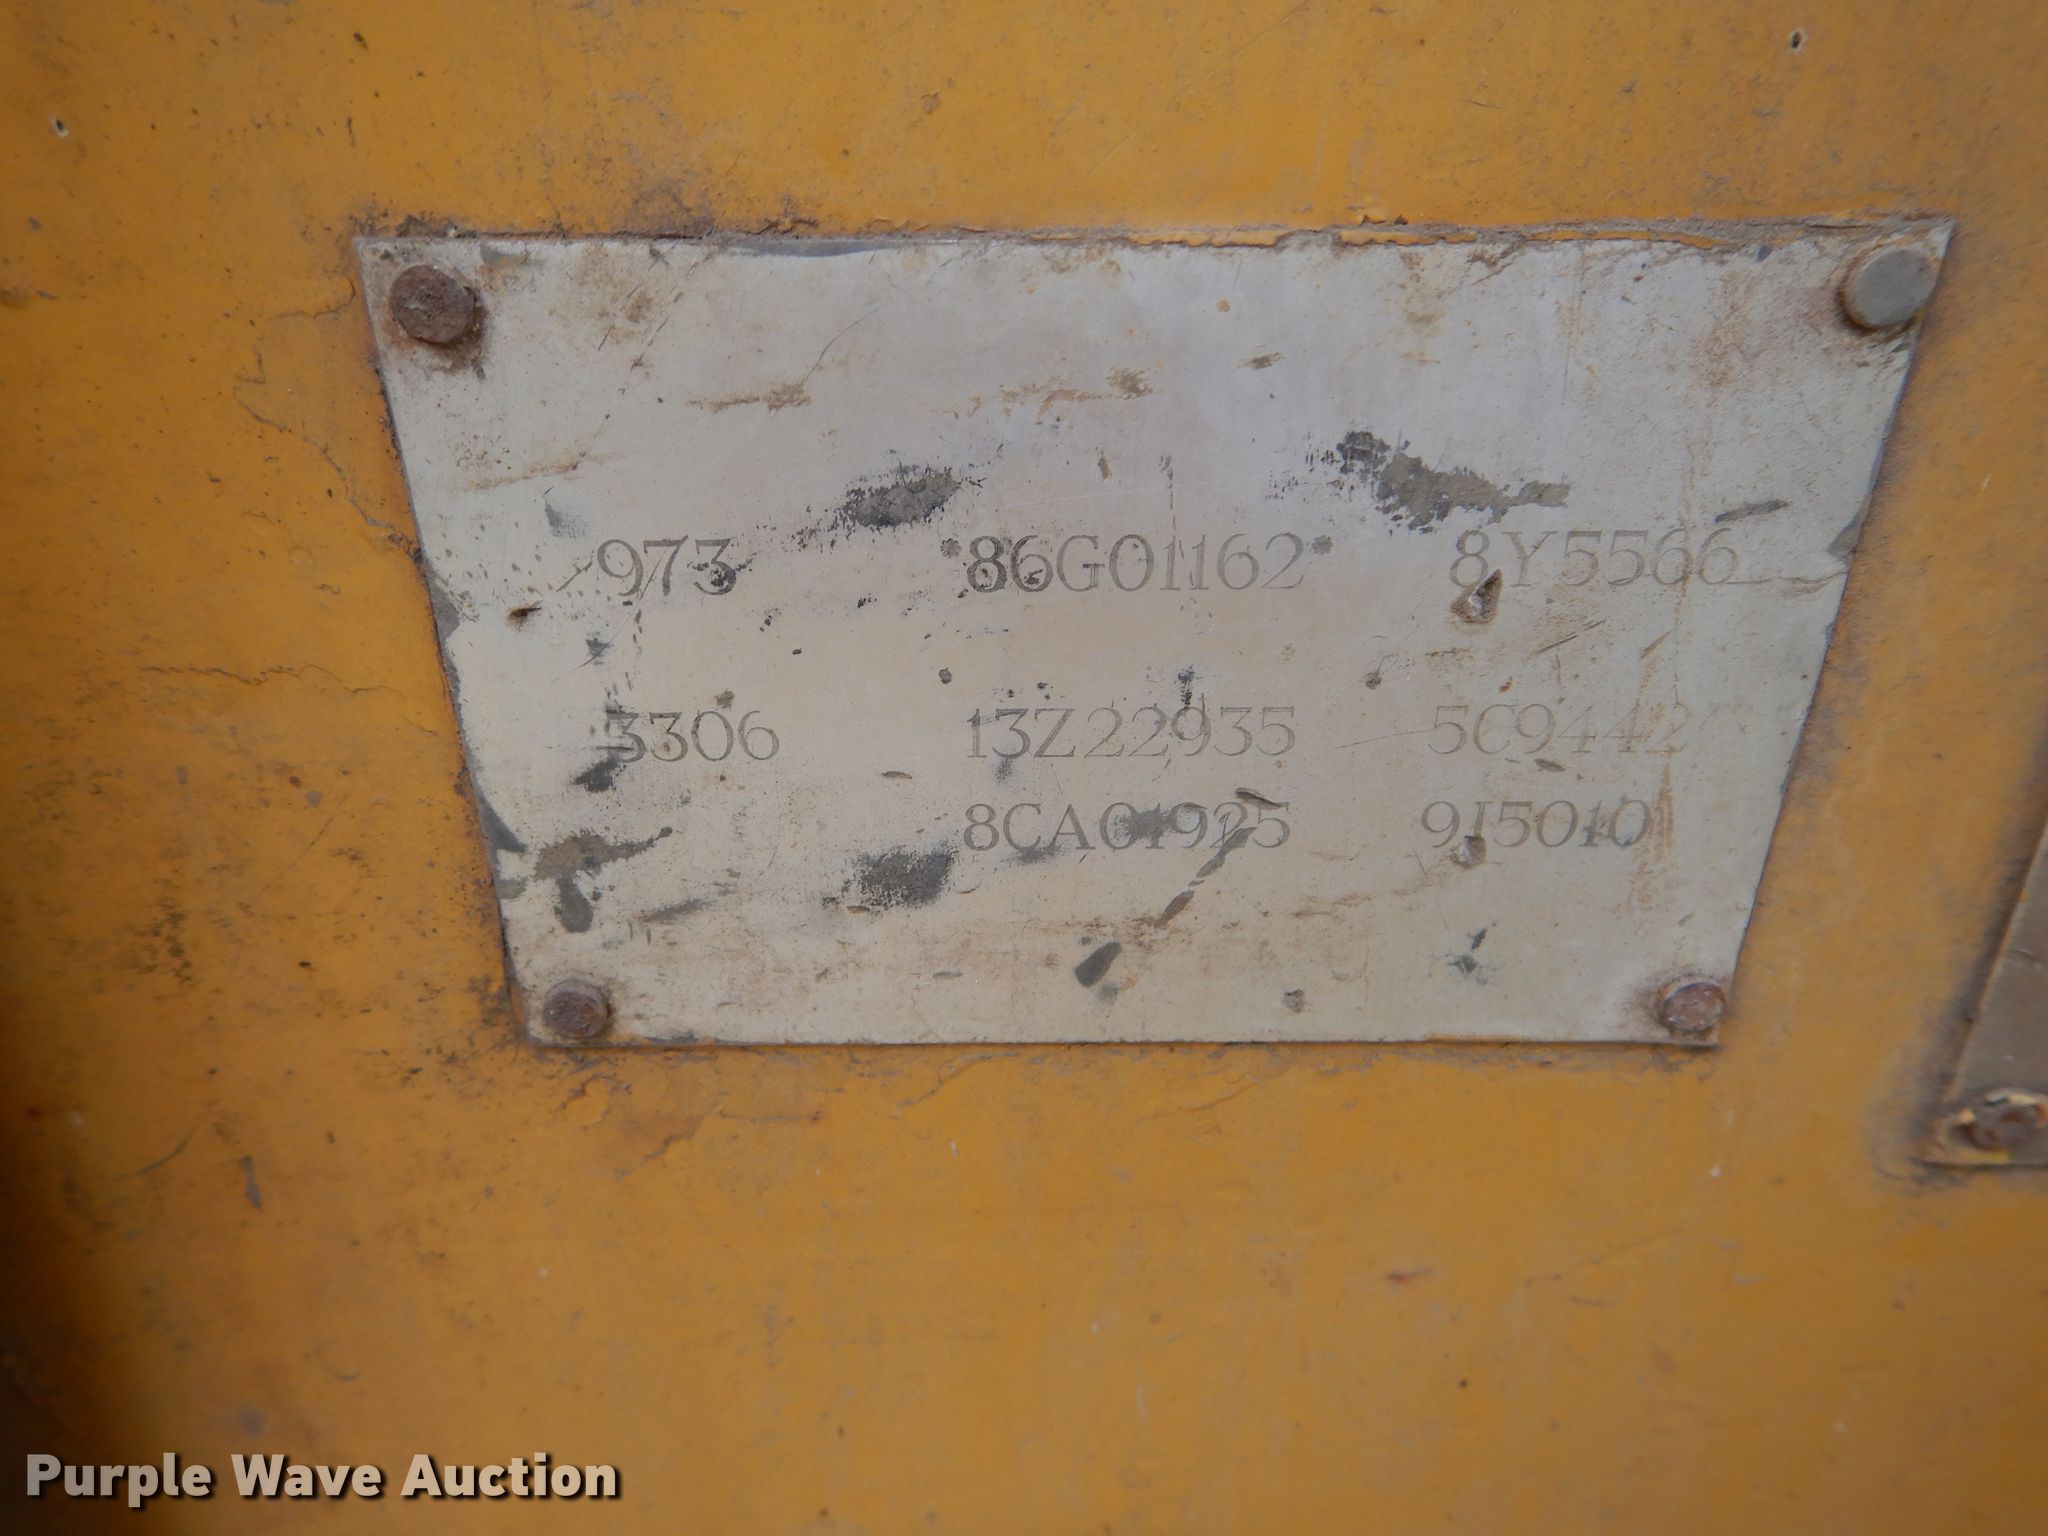 973 *86G01162* 8Y5566
3306 13Z22935 5C9442
8CA01925 9J5010
Purple Wave Auction